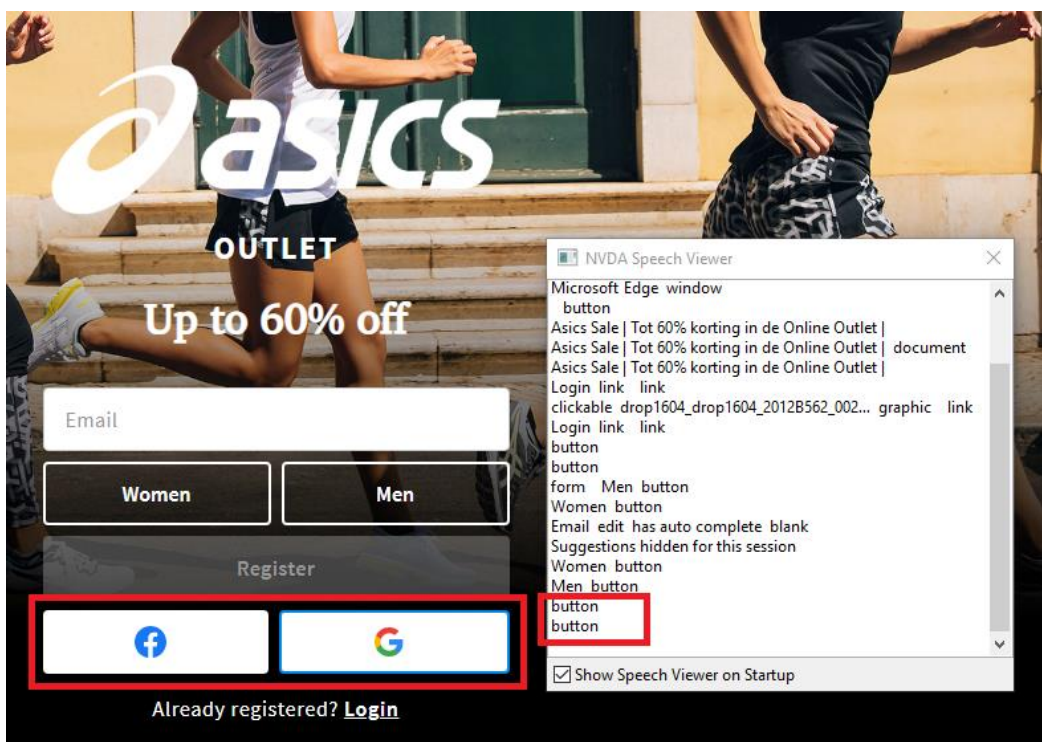 asics
OUTLET
Up to 60% off
Email
Women
Men
Register
Already registered? Login
NVDA Speech Viewer
Microsoft Edge window
button
Asics Sale | Tot 60% korting in de Online Outlet |
Asics Sale | Tot 60% korting in de Online Outlet | document
Asics Sale | Tot 60% korting in de Online Outlet |
Login link link
clickable drop1604_drop1604_2012B562_002... graphic link
Login link link
button
button
form Men button
Women button
Email edit has auto complete blank
Suggestions hidden for this session
Women button
Men button
button
button
Show Speech Viewer on Startup